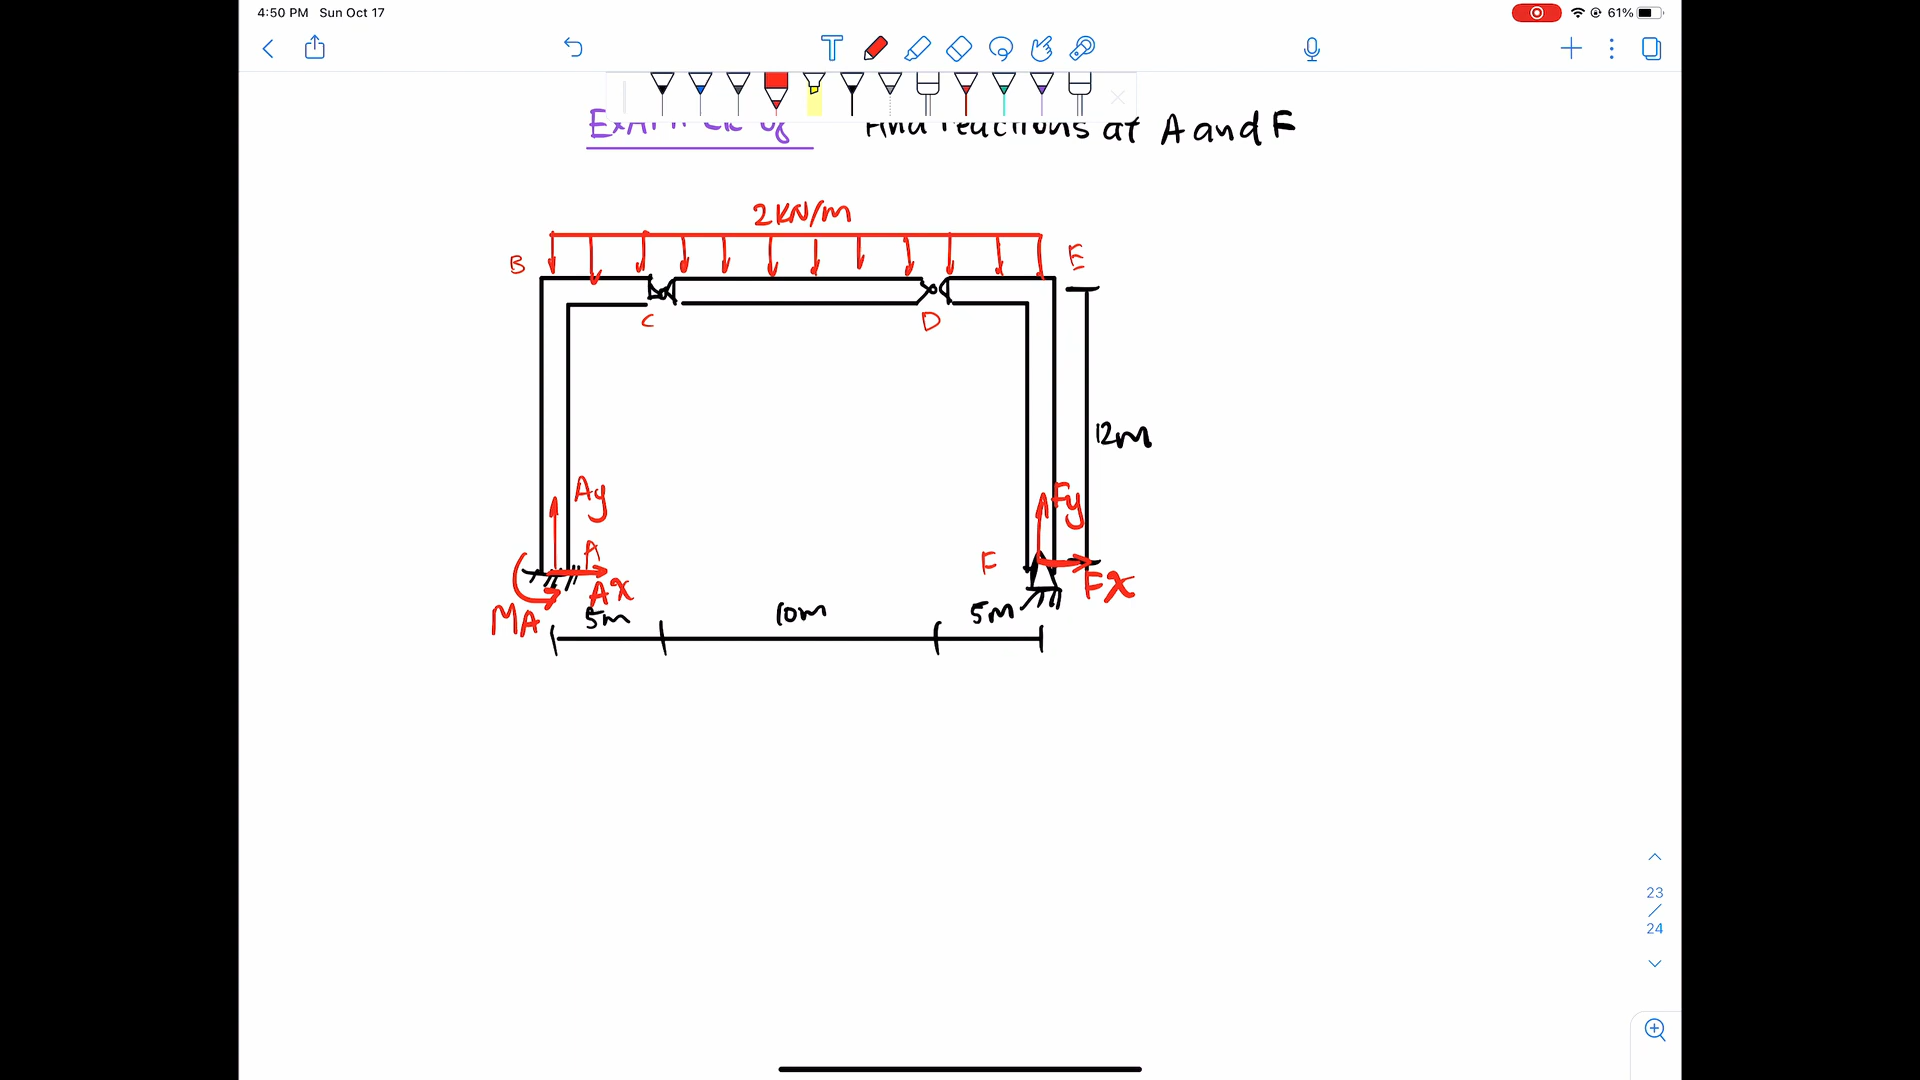 4:50 PM Sun Oct 17
61%
T
Find reactions at A and F
2KN/m
B
E
C
D
12m
Ay
Fy
A
F
Ax
Fx
MA
5m
10m
5m
23
24